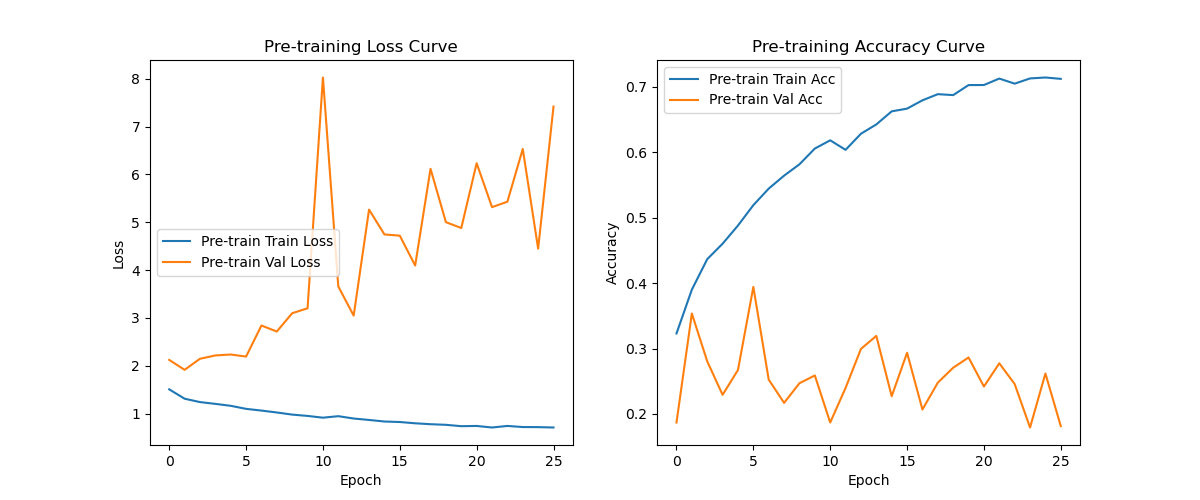 Pre-training Loss Curve
8
7
6
5
4
3
2
1
Loss
Pre-train Train Loss
Pre-train Val Loss
0 5 10 15 20 25
Epoch
Pre-training Accuracy Curve
Pre-train Train Acc
Pre-train Val Acc
0.7
0.6
0.5
0.4
0.3
0.2
Accuracy
0 5 10 15 20 25
Epoch